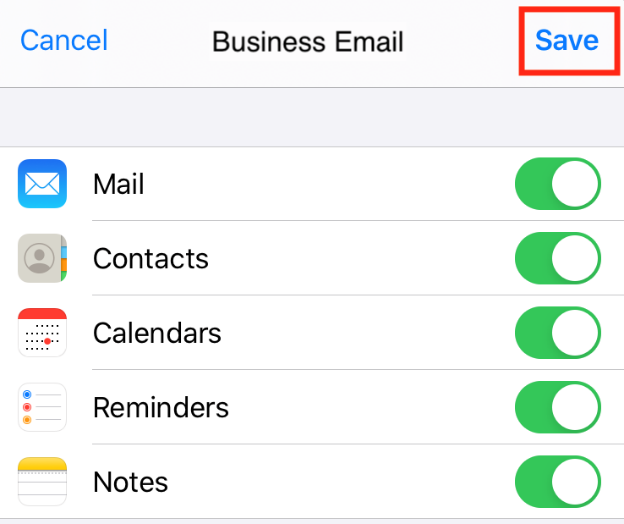 Cancel Business Email Save
Mail
Contacts
Calendars
Reminders
Notes